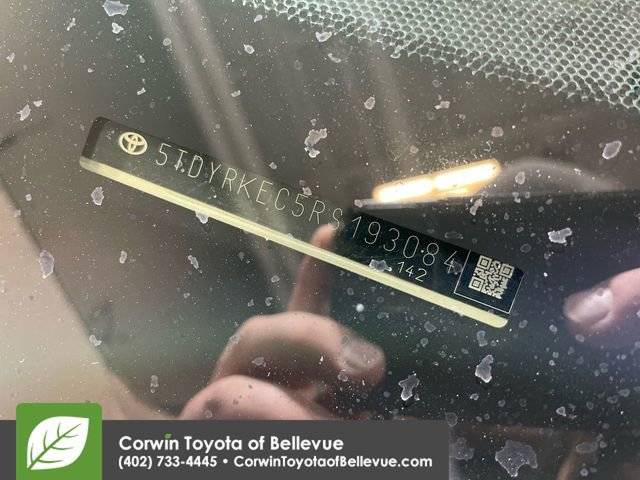 5TDYRKEC5RS193084
142
Corwin Toyota of Bellevue
(402) 733-4445 • CorwinToyotaofBellevue.com